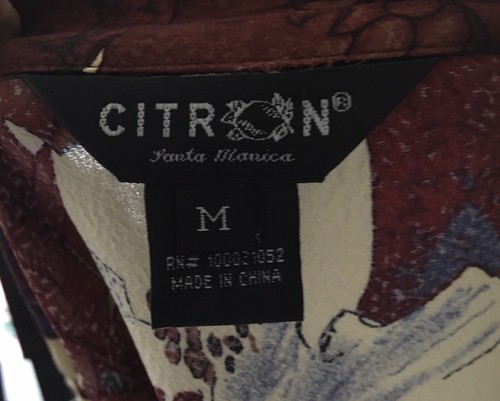 CITRON®
Santa Monica
M
RN# 100031052
MADE IN CHINA